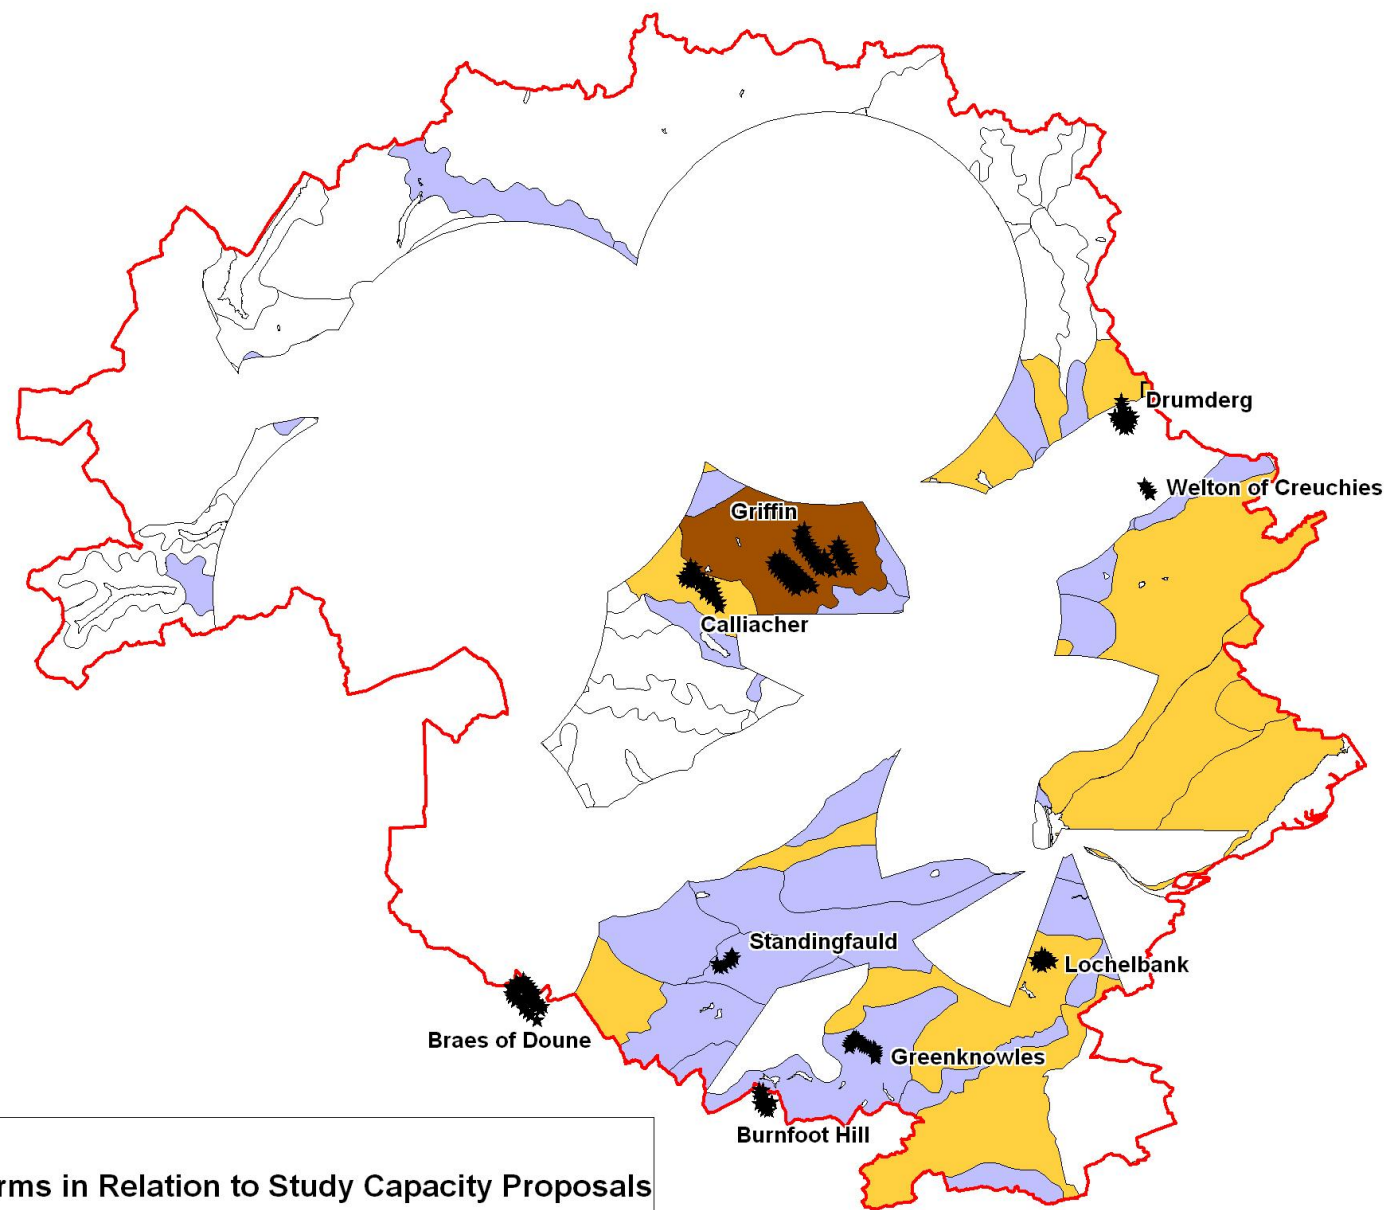 Drumderg
Welton of Creuchies
Griffin
Calliacher
Standingfauld
Lochelbank
Braes of Doune
Greenknowles
Burnfoot Hill
rms in Relation to Study Capacity Proposals